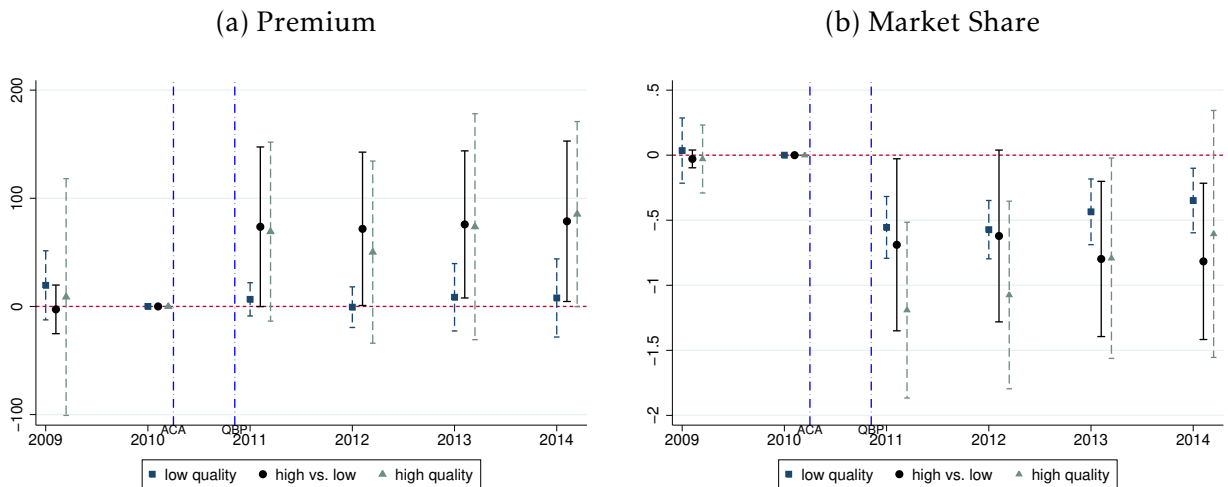 (a) Premium
200
100
0
-100
2009
2010
ACA
QBP
2011
2012
2013
2014
low quality
high vs. low
high quality
(b) Market Share
.5
0
-.5
-1
-1.5
-2
2009
2010
ACA
QBP
2011
2012
2013
2014
low quality
high vs. low
high quality